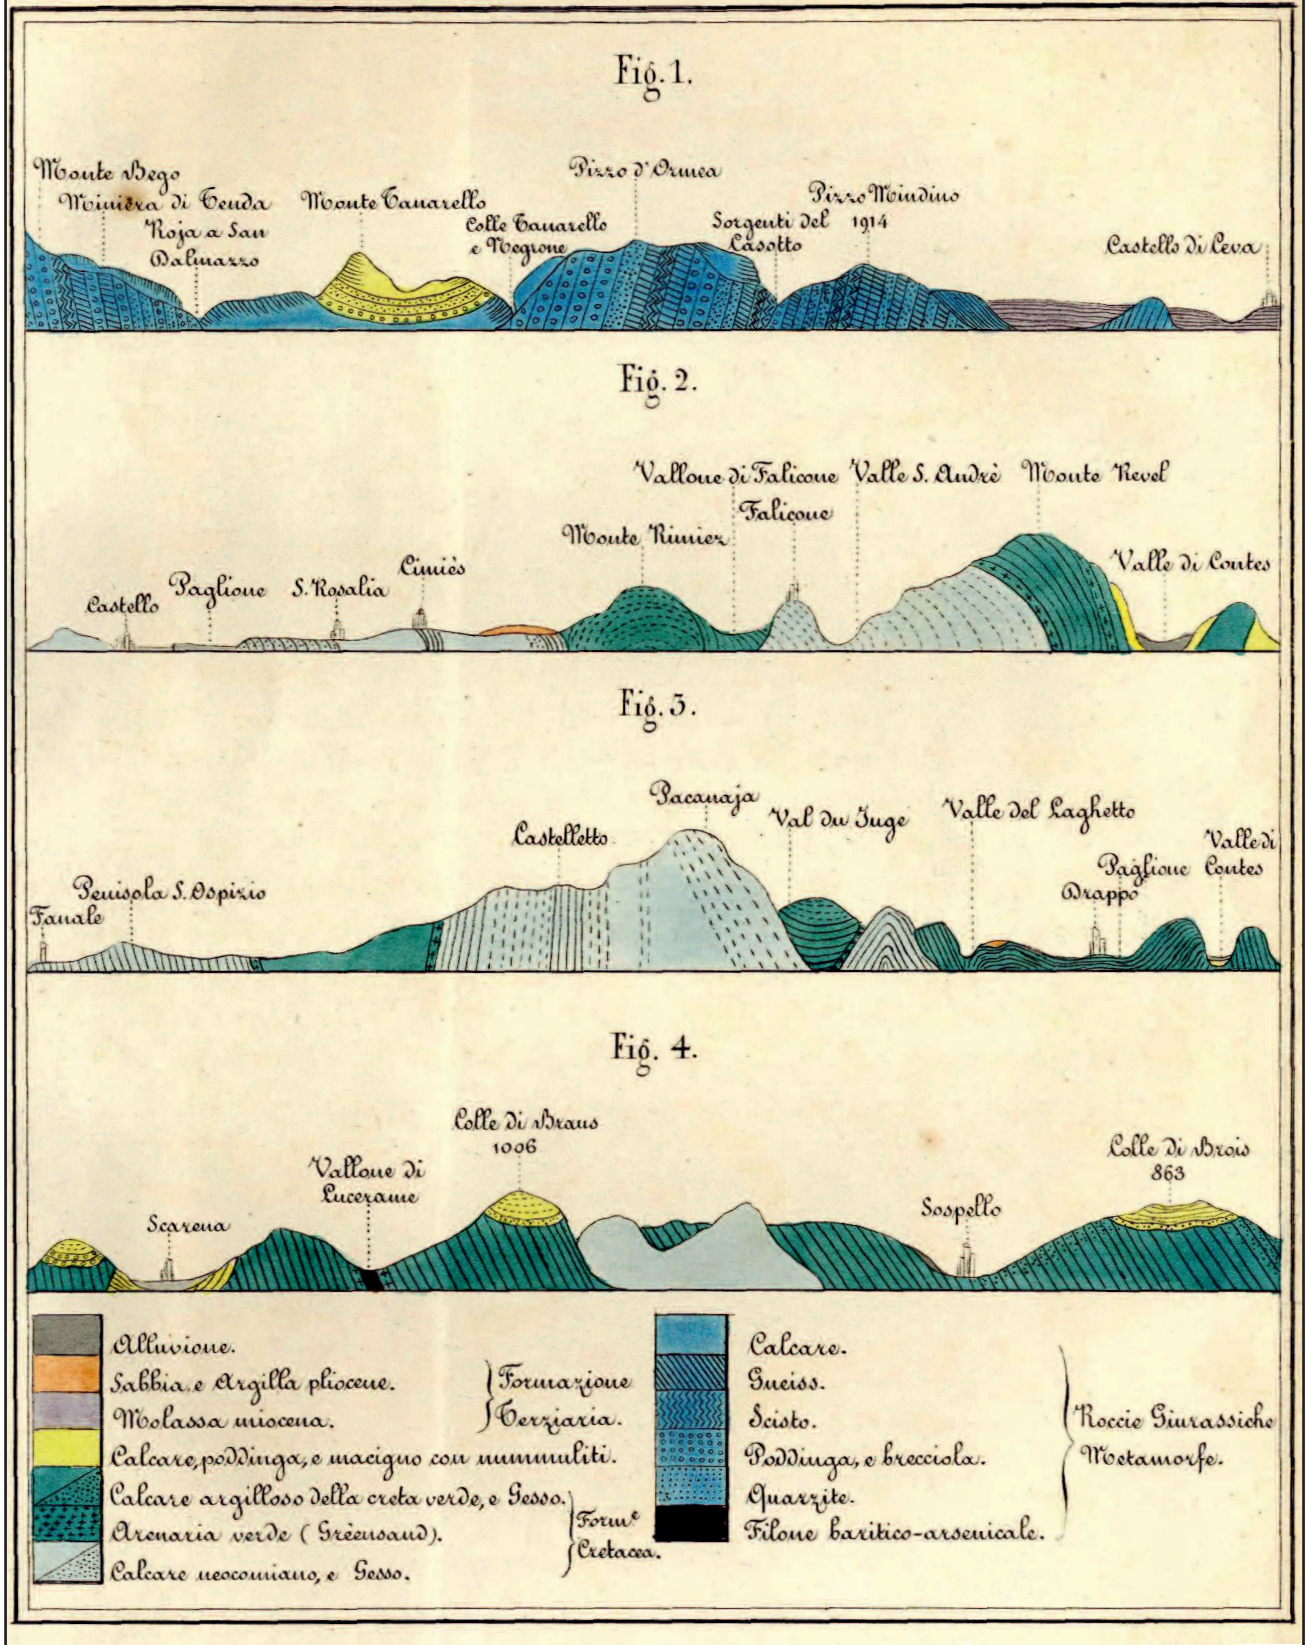 Fig. 1.
Monte Bego
Miniera di Tenda
Roja a San
Dalmazzo
Monte Tanarello
Colle Tanarello
e Negrone
Pizzo d'Ormea
Sorgenti del
Casotto
Pizzo Mindino
1914
Castello di Ceva
Fig. 2.
Castello
Paglione
S. Rosalia
Cimiès
Monte Rimiez
Vallone di Falicone
Falicone
Valle S. Andrè
Monte Revel
Valle di Contes
Fig. 3.
Fanale
Penisola S. Ospizio
Castelletto
Pacanaja
Val du Juge
Valle del Laghetto
Drappo
Paglione
Valle di
Contes
Fig. 4.
Scarena
Vallone di
Lucerame
Colle di Braus
1006
Sospello
Colle di Brois
863
Alluvione.
Sabbia, e Argilla pliocene.
Molassa miocena.
Formazione
Terziaria.
Calcare, poddinga, e macigno con nummuliti.
Calcare argilloso della creta verde, e Gesso.
Arenaria verde (Grèensand).
Calcare neocomiano, e Gesso.
Form.e
Cretacea.
Calcare.
Gneiss.
Scisto.
Poddinga, e brecciola.
Quarzite.
Filone baritico-arsenicale.
Roccie Giurassiche
Metamorfe.